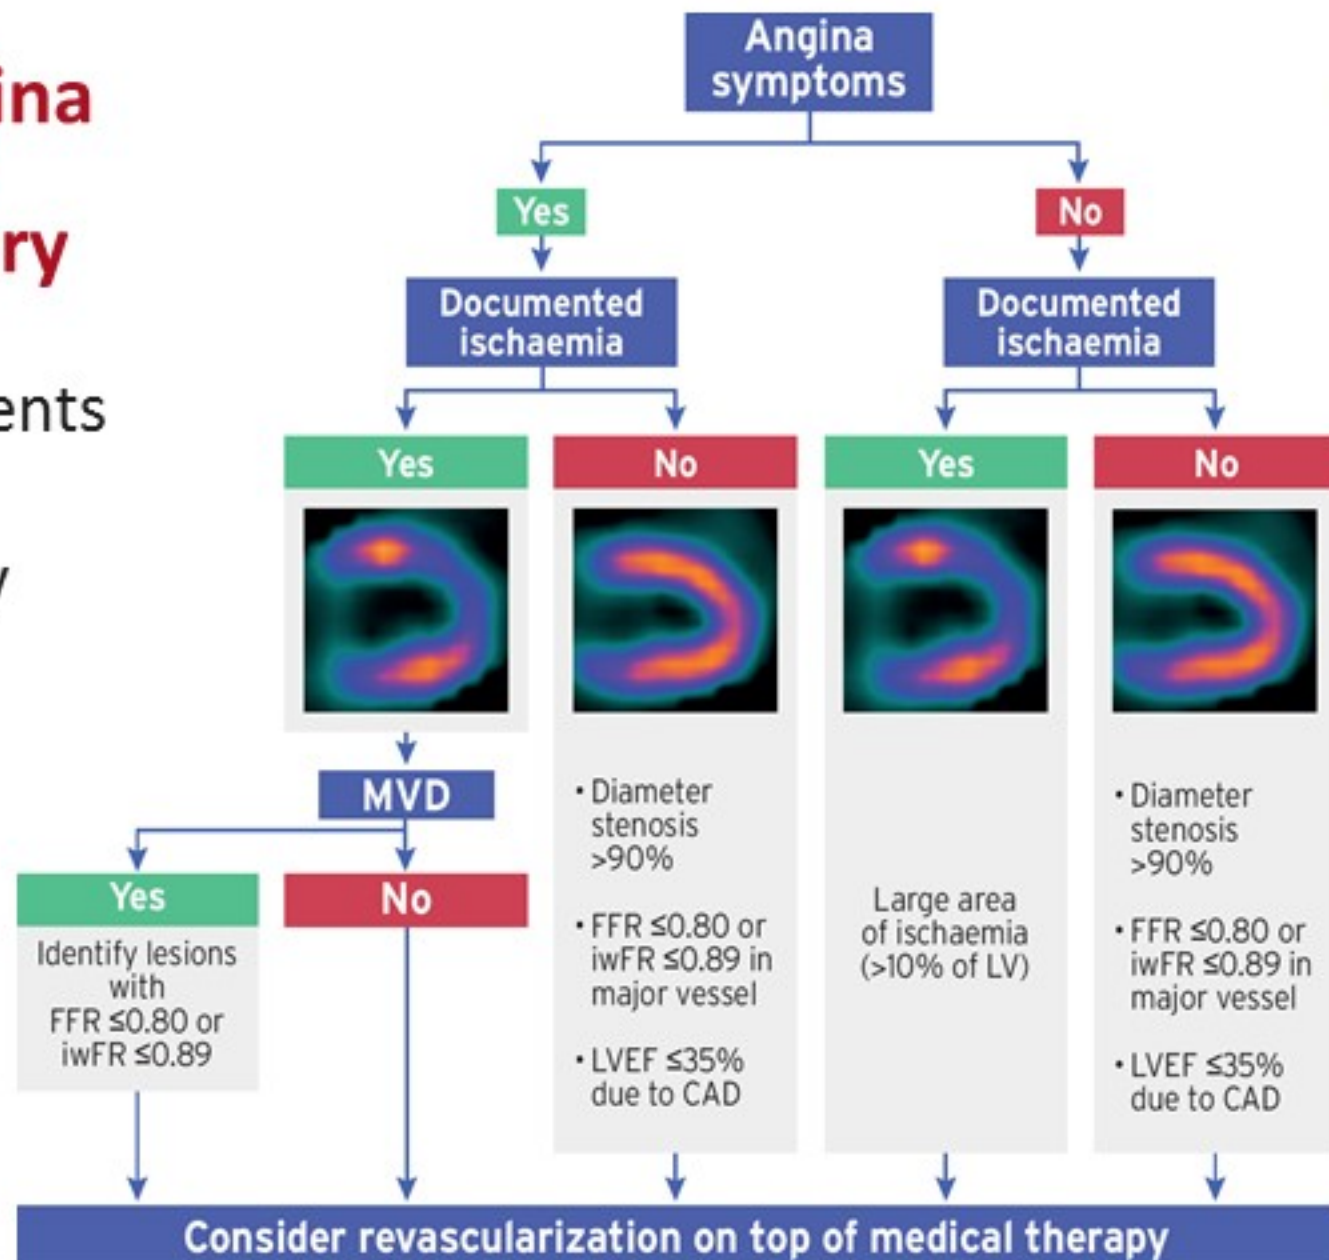 Angina
symptoms
Yes
No
Documented
ischaemia
Documented
ischaemia
Yes
No
Yes
No
MVD
Yes
No
Identify lesions
with
FFR ≤0.80 or
iwFR ≤0.89
• Diameter
stenosis
>90%
• FFR ≤0.80 or
iwFR ≤0.89 in
major vessel
• LVEF ≤35%
due to CAD
Large area
of ischaemia
(>10% of LV)
• Diameter
stenosis
>90%
• FFR ≤0.80 or
iwFR ≤0.89 in
major vessel
• LVEF ≤35%
due to CAD
Consider revascularization on top of medical therapy